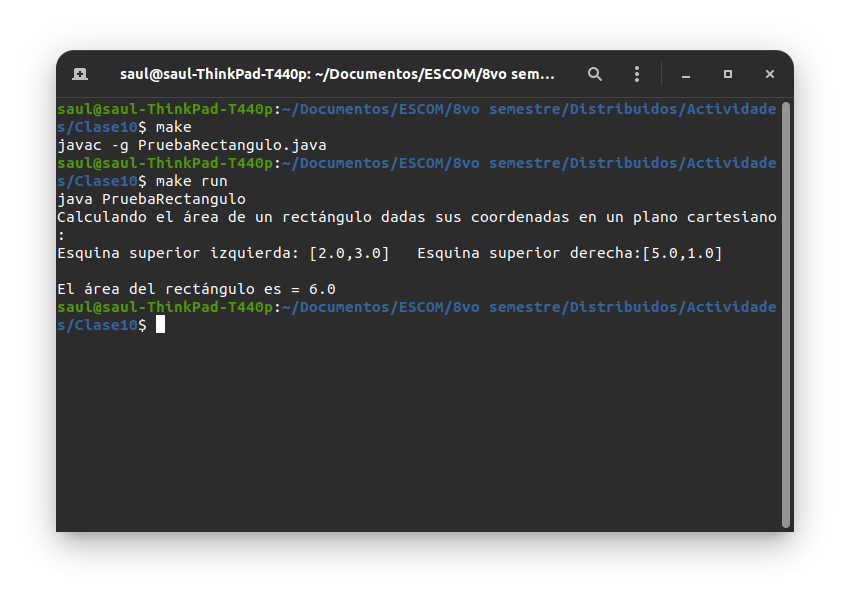 saul@saul-ThinkPad-T440p: ~/Documentos/ESCOM/8vo sem...
saul@saul-ThinkPad-T440p:~/Documentos/ESCOM/8vo semestre/Distribuidos/Actividade
s/Clase10$ make
javac -g PruebaRectangulo.java
saul@saul-ThinkPad-T440p:~/Documentos/ESCOM/8vo semestre/Distribuidos/Actividade
s/Clase10$ make run
java PruebaRectangulo
Calculando el área de un rectángulo dadas sus coordenadas en un plano cartesiano
:
Esquina superior izquierda: [2.0,3.0]   Esquina superior derecha:[5.0,1.0]
El área del rectángulo es = 6.0
saul@saul-ThinkPad-T440p:~/Documentos/ESCOM/8vo semestre/Distribuidos/Actividade
s/Clase10$